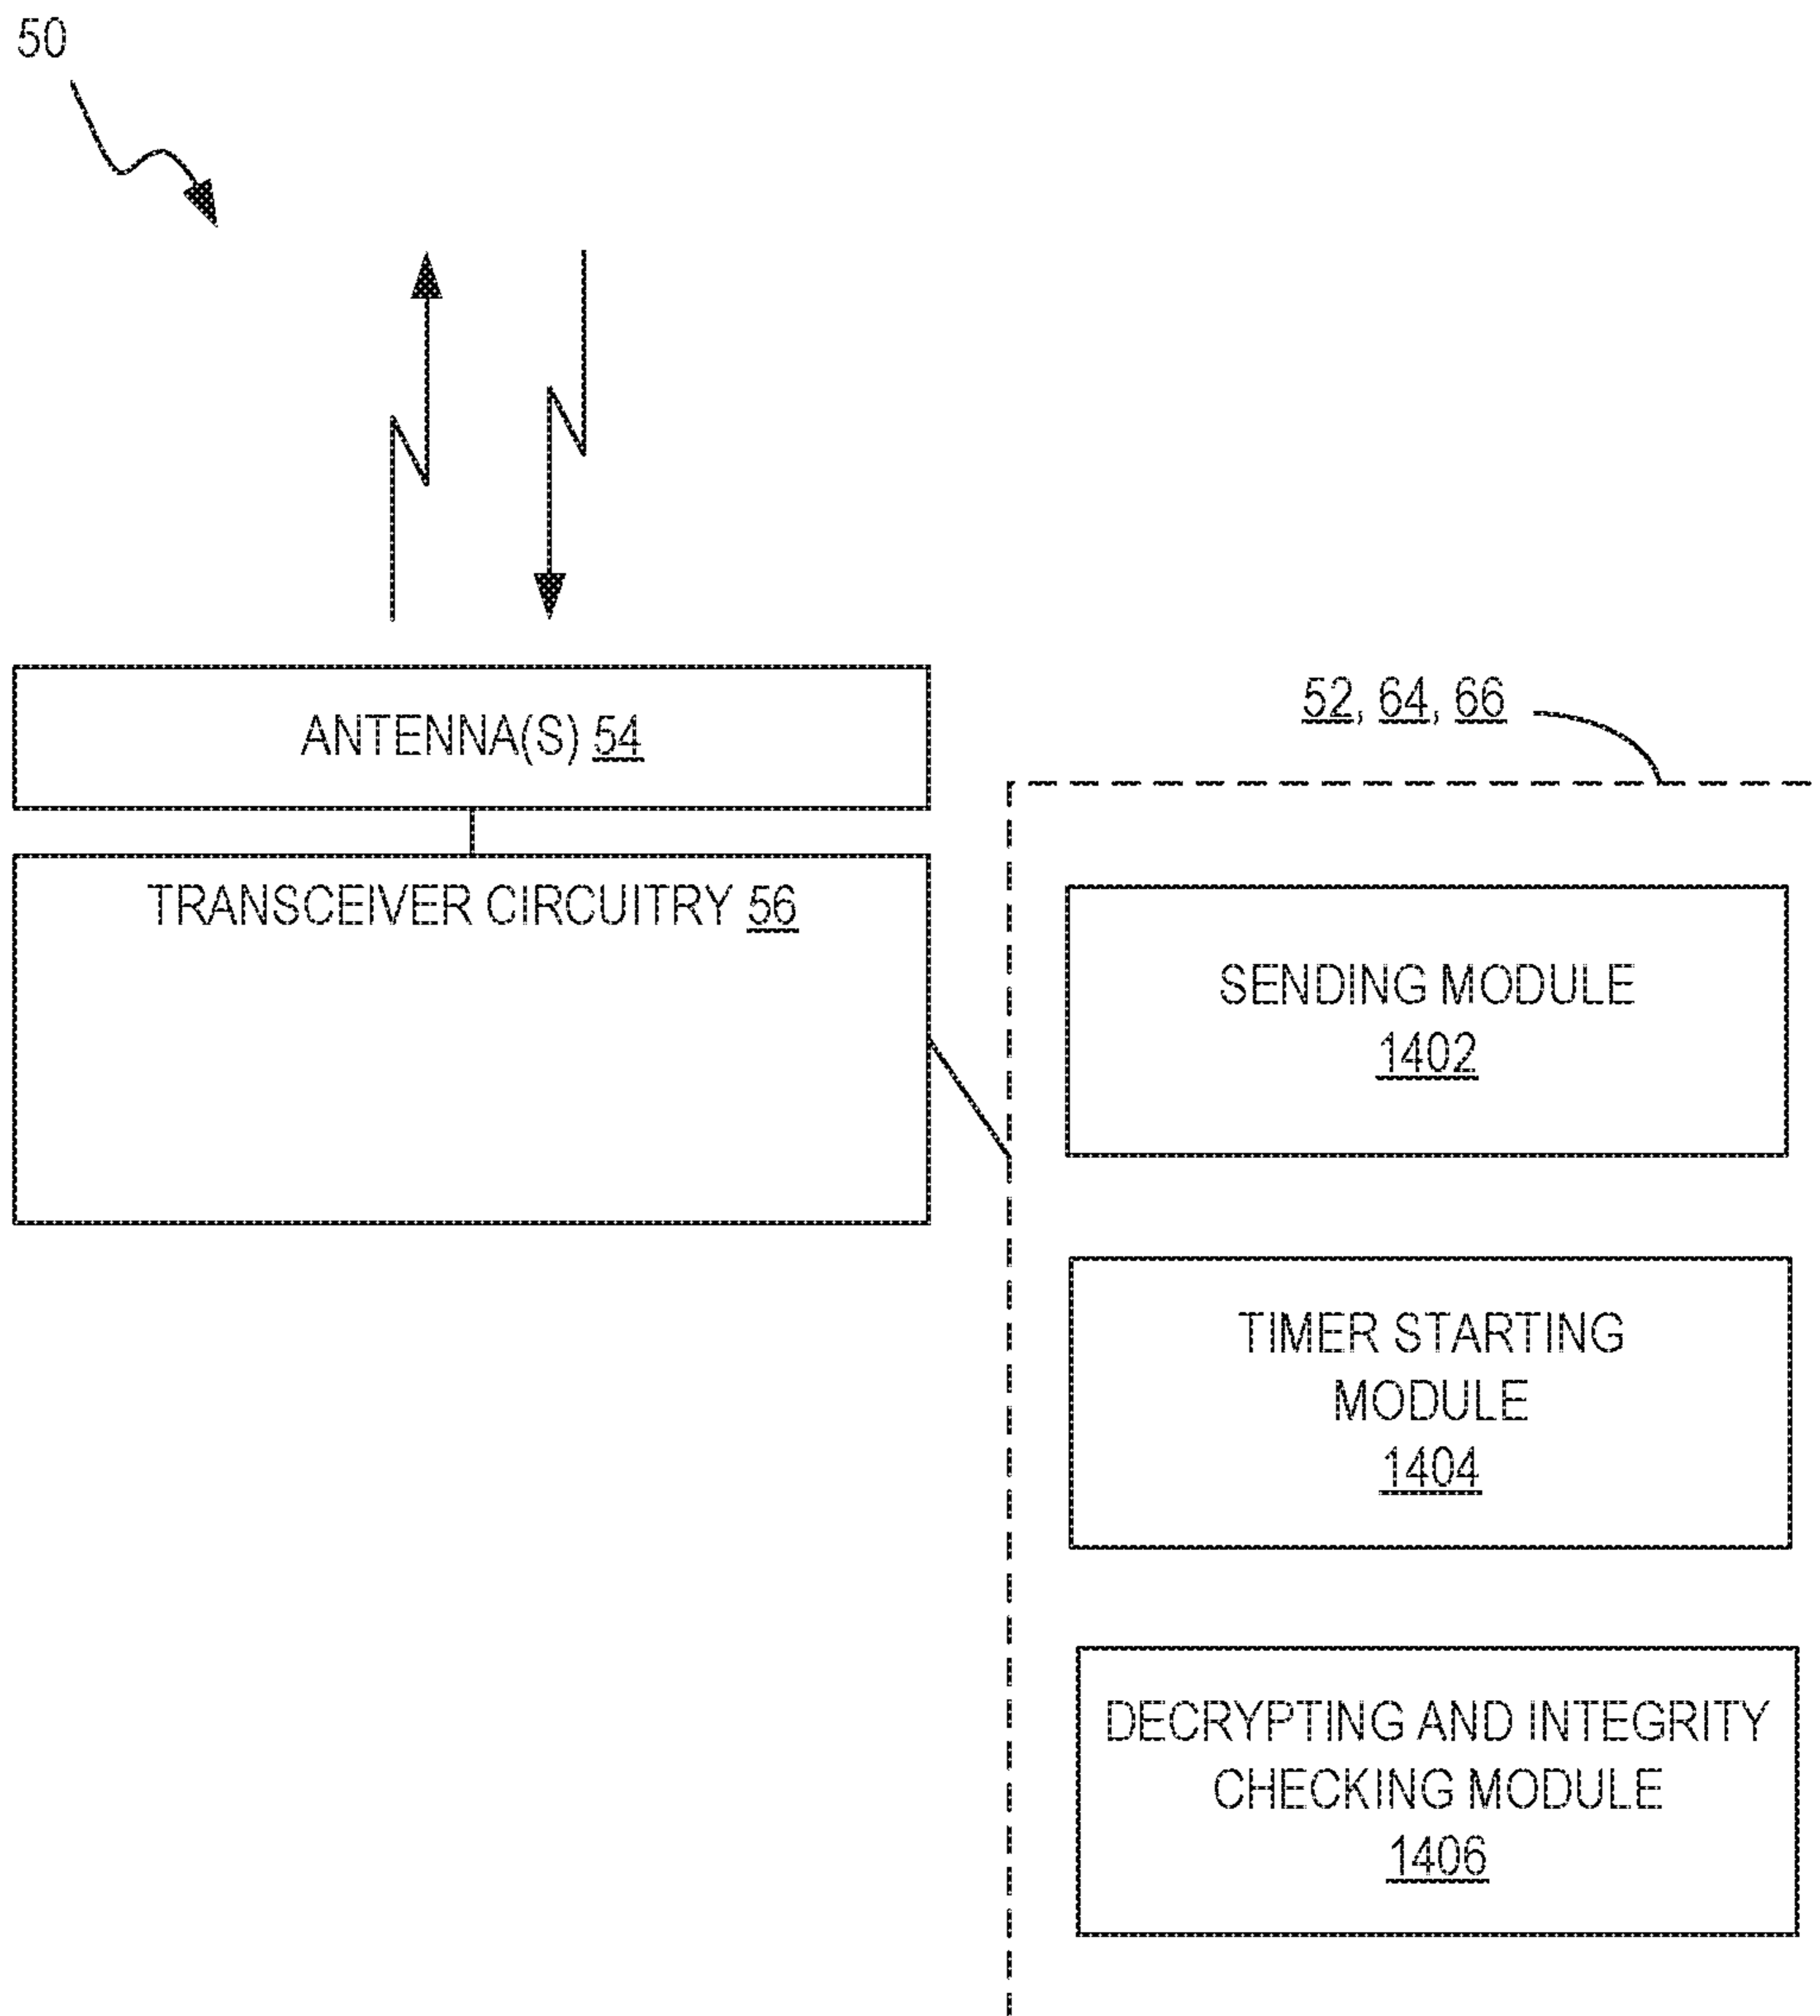 50
ANTENNA(S) 54
52, 64, 66
TRANSCEIVER CIRCUITRY 56
SENDING MODULE
1402
TIMER STARTING
MODULE
1404
DECRYPTING AND INTEGRITY
CHECKING MODULE
1406